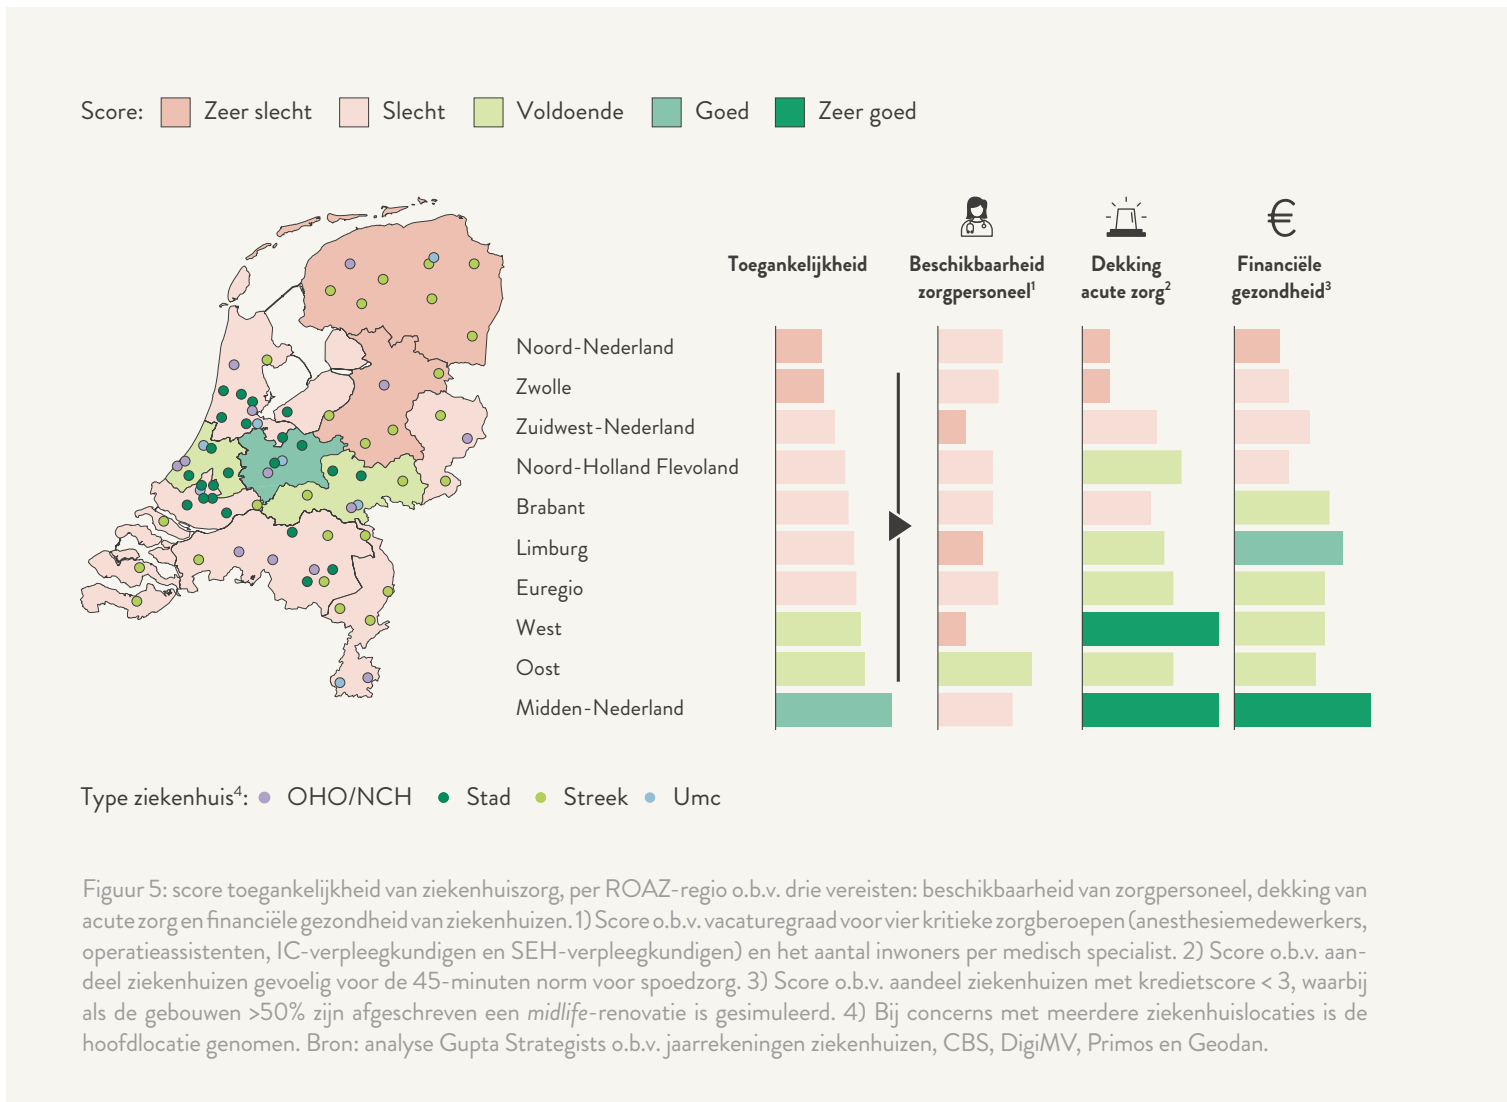 Score: Zeer slecht Slecht Voldoende Goed Zeer goed
Toegankelijkheid
Beschikbaarheid
zorgpersoneel1
Dekking
acute zorg2
€
Financiële
gezondheid3
Noord-Nederland
Zwolle
Zuidwest-Nederland
Noord-Holland Flevoland
Brabant
Limburg
Euregio
West
Oost
Midden-Nederland
Type ziekenhuis4: OHO/NCH Stad Streek Umc
Figuur 5: score toegankelijkheid van ziekenhuiszorg, per ROAZ-regio o.b.v. drie vereisten: beschikbaarheid van zorgpersoneel, dekking van
acute zorg en financiële gezondheid van ziekenhuizen. 1) Score o.b.v. vacaturegraad voor vier kritieke zorgberoepen (anesthesiemedewerkers,
operatieassistenten, IC-verpleegkundigen en SEH-verpleegkundigen) en het aantal inwoners per medisch specialist. 2) Score o.b.v. aan-
deel ziekenhuizen gevoelig voor de 45-minuten norm voor spoedzorg. 3) Score o.b.v. aandeel ziekenhuizen met kredietscore < 3, waarbij
als de gebouwen >50% zijn afgeschreven een midlife-renovatie is gesimuleerd. 4) Bij concerns met meerdere ziekenhuislocaties is de
hoofdlocatie genomen. Bron: analyse Gupta Strategists o.b.v. jaarrekeningen ziekenhuizen, CBS, DigiMV, Primos en Geodan.